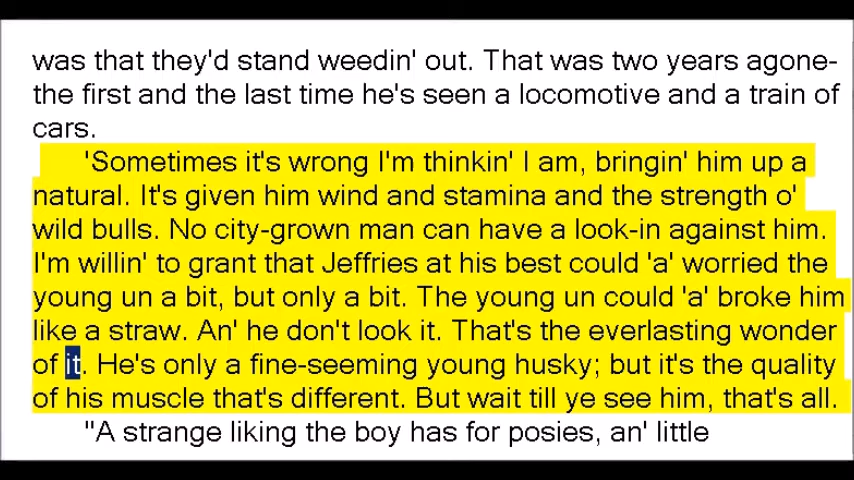 was that they'd stand weedin' out. That was two years agone-
the first and the last time he's seen a locomotive and a train of
cars.
'Sometimes it's wrong I'm thinkin' I am, bringin' him up a
natural. It's given him wind and stamina and the strength o'
wild bulls. No city-grown man can have a look-in against him.
I'm willin' to grant that Jeffries at his best could 'a' worried the
young un a bit, but only a bit. The young un could 'a' broke him
like a straw. An' he don't look it. That's the everlasting wonder
of it. He's only a fine-seeming young husky; but it's the quality
of his muscle that's different. But wait till ye see him, that's all.
"A strange liking the boy has for posies, an' little